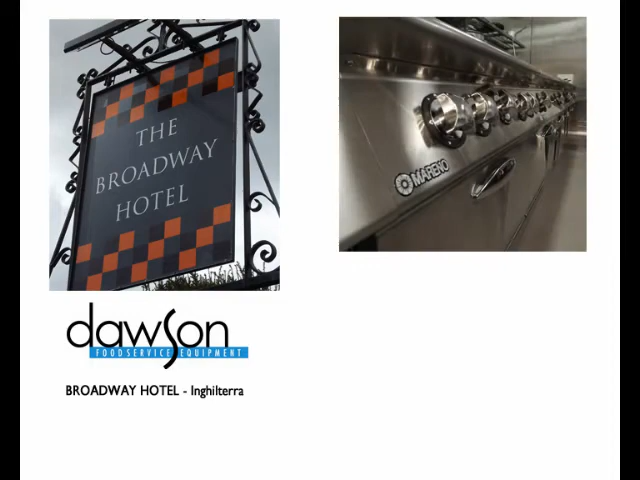 THE
BROADWAY
HOTEL
MARENO
dawson
FOODSERVICE EQUIPMENT
BROADWAY HOTEL - Inghilterra